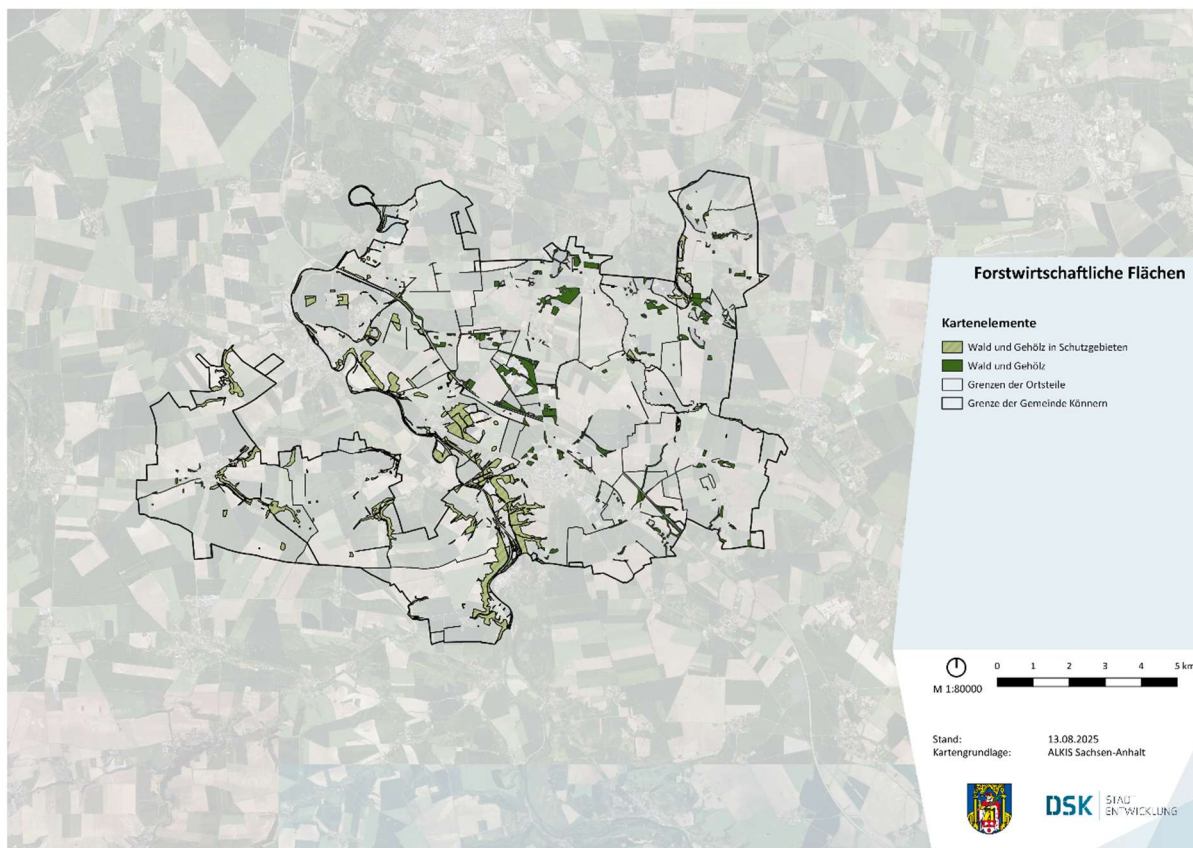 Forstwirtschaftliche Flächen
Kartenelemente
Wald und Gehölz in Schutzgebieten
Wald und Gehölz
Grenzen der Ortsteile
Grenze der Gemeinde Könnern
0 1 2 3 4 5 km
M 1:80000
Stand: 13.08.2025
Kartengrundlage: ALKIS Sachsen-Anhalt
DSK STADT
ENTWICKLUNG